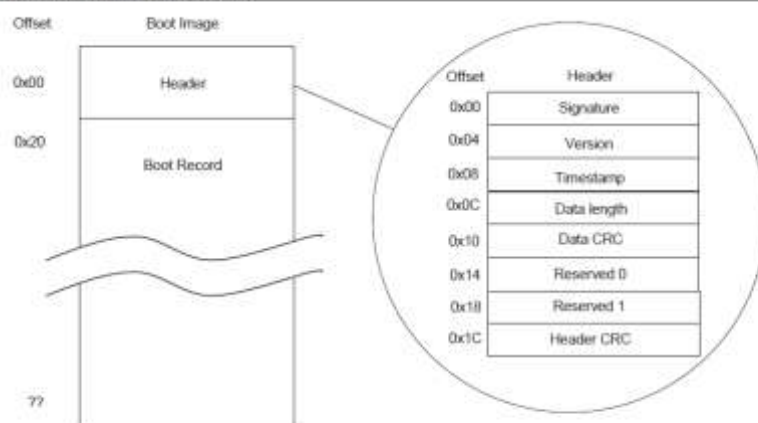 Offset Boot Image
0x00 Header
0x20 Boot Record
??
Offset Header
0x00 Signature
0x04 Version
0x08 Timestamp
0x0C Data length
0x10 Data CRC
0x14 Reserved 0
0x18 Reserved 1
0x1C Header CRC